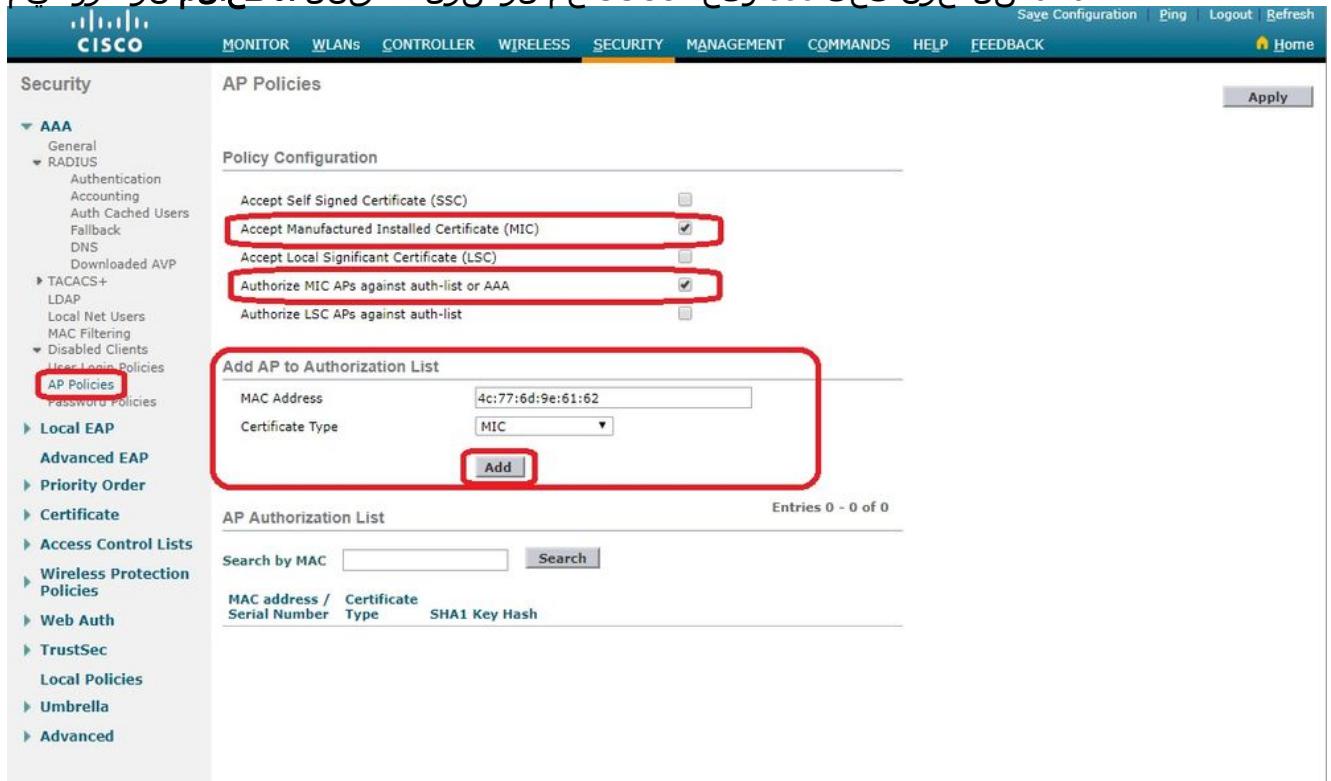 Save Configuration Ping Logout Refresh
CISCO MONITOR WLANs CONTROLLER WIRELESS SECURITY MANAGEMENT COMMANDS HELP FEEDBACK Home
Security
AAA
General
RADIUS
Authentication
Accounting
Auth Cached Users
Fallback
DNS
Downloaded AVP
TACACS+
LDAP
Local Net Users
MAC Filtering
Disabled Clients
User Login Policies
AP Policies
Password Policies
Local EAP
Advanced EAP
Priority Order
Certificate
Access Control Lists
Wireless Protection
Policies
Web Auth
TrustSec
Local Policies
Umbrella
Advanced
AP Policies
Apply
Policy Configuration
Accept Self Signed Certificate (SSC)
Accept Manufactured Installed Certificate (MIC)
Accept Local Significant Certificate (LSC)
Authorize MIC APs against auth-list or AAA
Authorize LSC APs against auth-list
Add AP to Authorization List
MAC Address 4c:77:6d:9e:61:62
Certificate Type MIC
Add
AP Authorization List Entries 0 - 0 of 0
Search by MAC Search
MAC address / Certificate
Serial Number Type SHA1 Key Hash